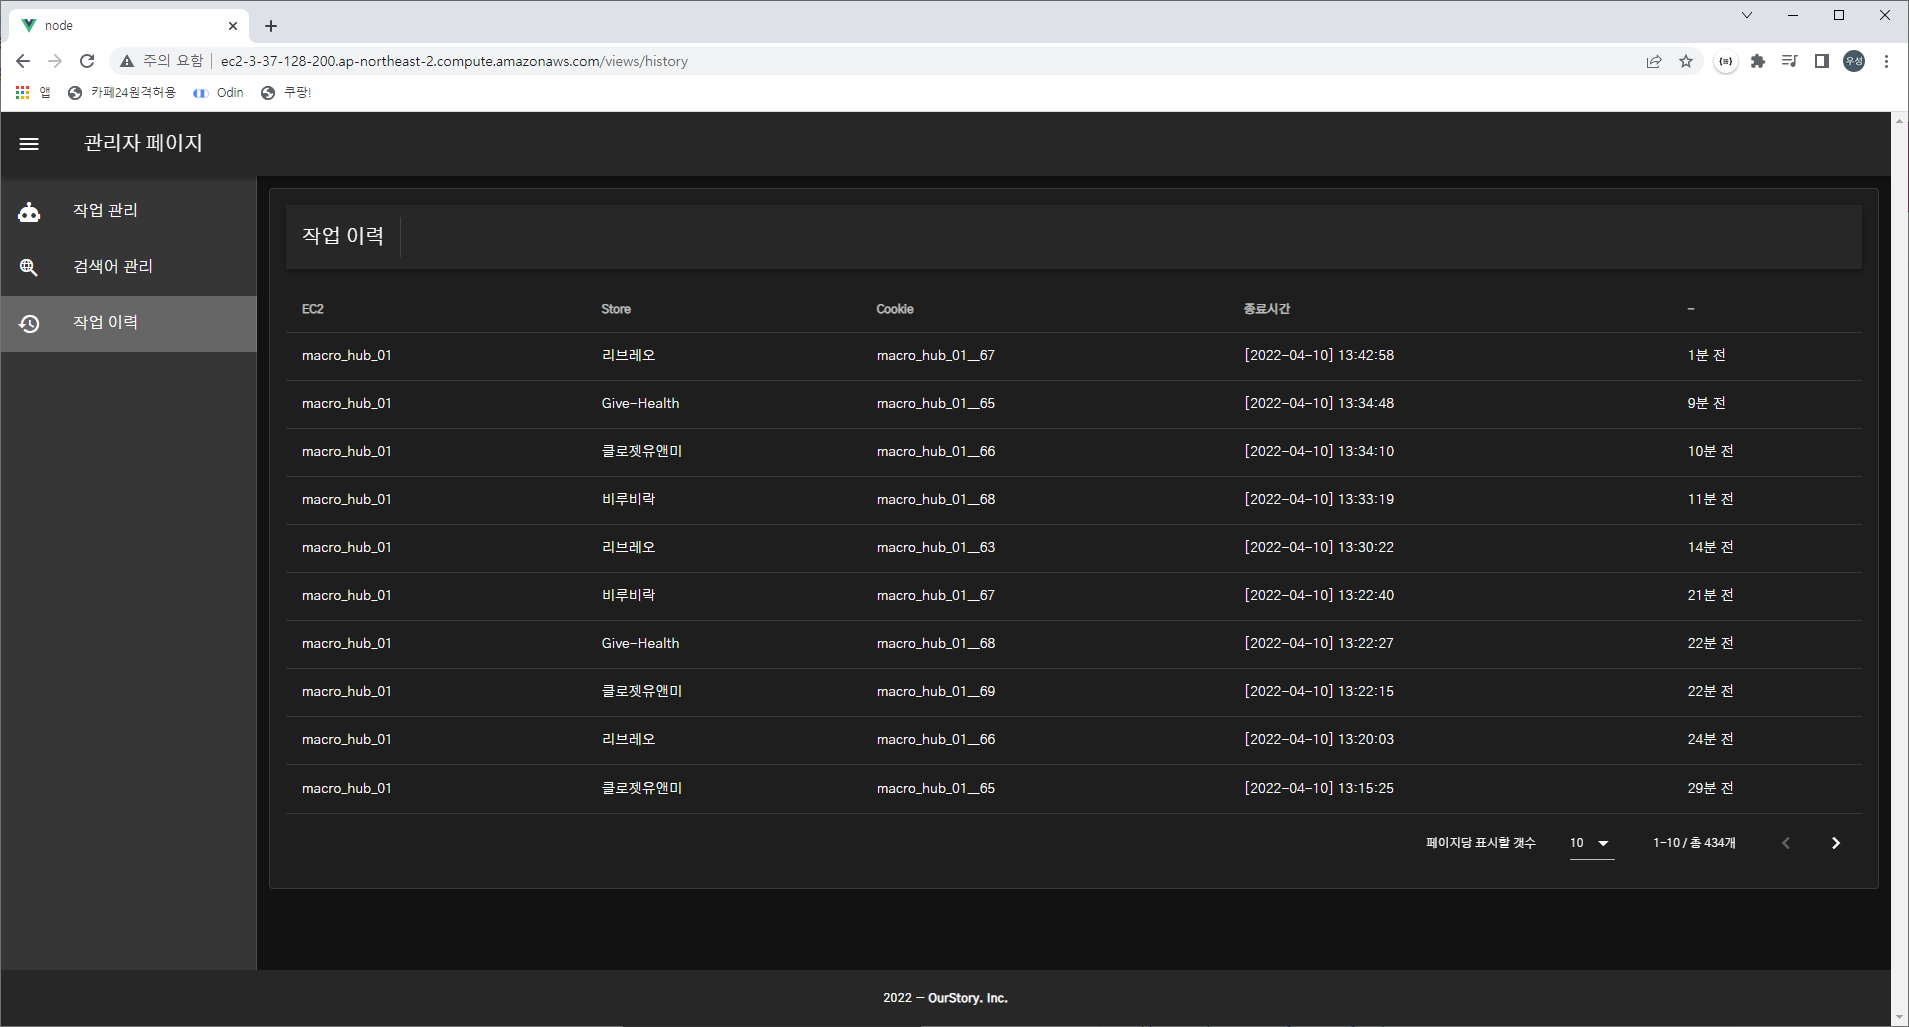 node
주의 요함 ec2-3-37-128-200.ap-northeast-2.compute.amazonaws.com/views/history
우성
앱 카페24원격허용 Odin 쿠팡!
관리자 페이지
작업 관리
검색어 관리
작업 이력
작업 이력
EC2 Store Cookie 종료시간 -
macro_hub_01 리브레오 macro_hub_01__67 [2022-04-10] 13:42:58 1분 전
macro_hub_01 Give-Health macro_hub_01__65 [2022-04-10] 13:34:48 9분 전
macro_hub_01 클로젯유앤미 macro_hub_01__66 [2022-04-10] 13:34:10 10분 전
macro_hub_01 비루비락 macro_hub_01__68 [2022-04-10] 13:33:19 11분 전
macro_hub_01 리브레오 macro_hub_01__63 [2022-04-10] 13:30:22 14분 전
macro_hub_01 비루비락 macro_hub_01__67 [2022-04-10] 13:22:40 21분 전
macro_hub_01 Give-Health macro_hub_01__68 [2022-04-10] 13:22:27 22분 전
macro_hub_01 클로젯유앤미 macro_hub_01__69 [2022-04-10] 13:22:15 22분 전
macro_hub_01 리브레오 macro_hub_01__66 [2022-04-10] 13:20:03 24분 전
macro_hub_01 클로젯유앤미 macro_hub_01__65 [2022-04-10] 13:15:25 29분 전
페이지당 표시할 갯수 10 1-10 / 총 434개
2022 — OurStory. Inc.